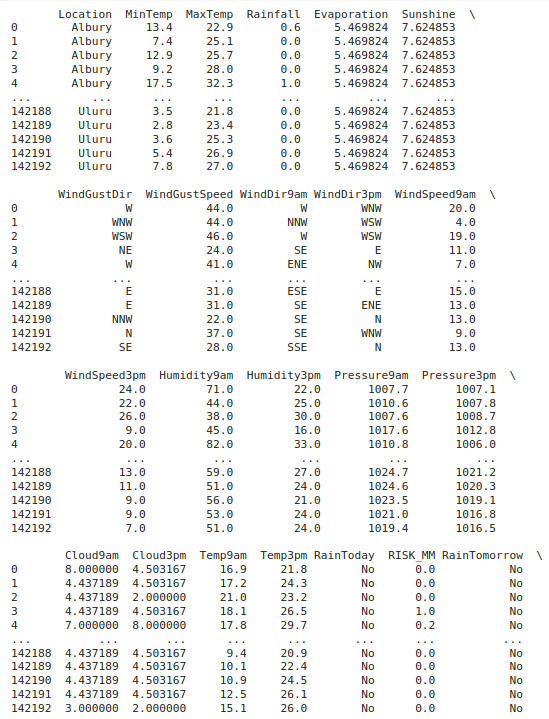 Location MinTemp MaxTemp Rainfall Evaporation Sunshine \
0 Albury 13.4 22.9 0.6 5.469824 7.624853
1 Albury 7.4 25.1 0.0 5.469824 7.624853
2 Albury 12.9 25.7 0.0 5.469824 7.624853
3 Albury 9.2 28.0 0.0 5.469824 7.624853
4 Albury 17.5 32.3 1.0 5.469824 7.624853
... ... ... ... ... ... ...
142188 Uluru 3.5 21.8 0.0 5.469824 7.624853
142189 Uluru 2.8 23.4 0.0 5.469824 7.624853
142190 Uluru 3.6 25.3 0.0 5.469824 7.624853
142191 Uluru 5.4 26.9 0.0 5.469824 7.624853
142192 Uluru 7.8 27.0 0.0 5.469824 7.624853
WindGustDir WindGustSpeed WindDir9am WindDir3pm WindSpeed9am \
0 W 44.0 W WNW 20.0
1 WNW 44.0 NNW WSW 4.0
2 WSW 46.0 W WSW 19.0
3 NE 24.0 SE E 11.0
4 W 41.0 ENE NW 7.0
... ... ... ... ... ...
142188 E 31.0 ESE E 15.0
142189 E 31.0 SE ENE 13.0
142190 NNW 22.0 SE N 13.0
142191 N 37.0 SE WNW 9.0
142192 SE 28.0 SSE N 13.0
WindSpeed3pm Humidity9am Humidity3pm Pressure9am Pressure3pm \
0 24.0 71.0 22.0 1007.7 1007.1
1 22.0 44.0 25.0 1010.6 1007.8
2 26.0 38.0 30.0 1007.6 1008.7
3 9.0 45.0 16.0 1017.6 1012.8
4 20.0 82.0 33.0 1010.8 1006.0
... ... ... ... ... ...
142188 13.0 59.0 27.0 1024.7 1021.2
142189 11.0 51.0 24.0 1024.6 1020.3
142190 9.0 56.0 21.0 1023.5 1019.1
142191 9.0 53.0 24.0 1021.0 1016.8
142192 7.0 51.0 24.0 1019.4 1016.5
Cloud9am Cloud3pm Temp9am Temp3pm RainToday RISK_MM RainTomorrow \
0 8.000000 4.503167 16.9 21.8 No 0.0 No
1 4.437189 4.503167 17.2 24.3 No 0.0 No
2 4.437189 2.000000 21.0 23.2 No 0.0 No
3 4.437189 4.503167 18.1 26.5 No 1.0 No
4 7.000000 8.000000 17.8 29.7 No 0.2 No
... ... ... ... ... ... ... ...
142188 4.437189 4.503167 9.4 20.9 No 0.0 No
142189 4.437189 4.503167 10.1 22.4 No 0.0 No
142190 4.437189 4.503167 10.9 24.5 No 0.0 No
142191 4.437189 4.503167 12.5 26.1 No 0.0 No
142192 3.000000 2.000000 15.1 26.0 No 0.0 No